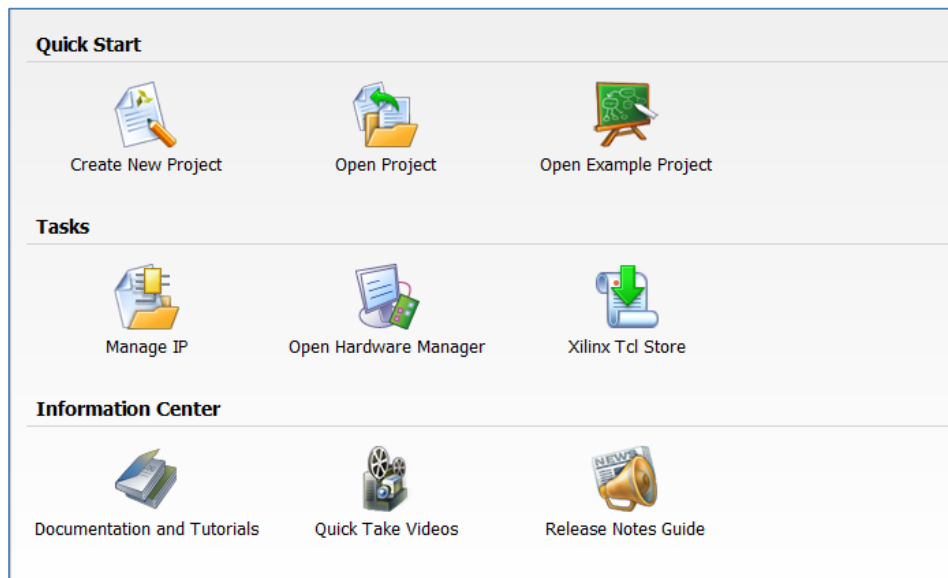 Quick Start
Create New Project
Open Project
Open Example Project
Tasks
Manage IP
Open Hardware Manager
Xilinx Tcl Store
Information Center
NEWS
Documentation and Tutorials
Quick Take Videos
Release Notes Guide